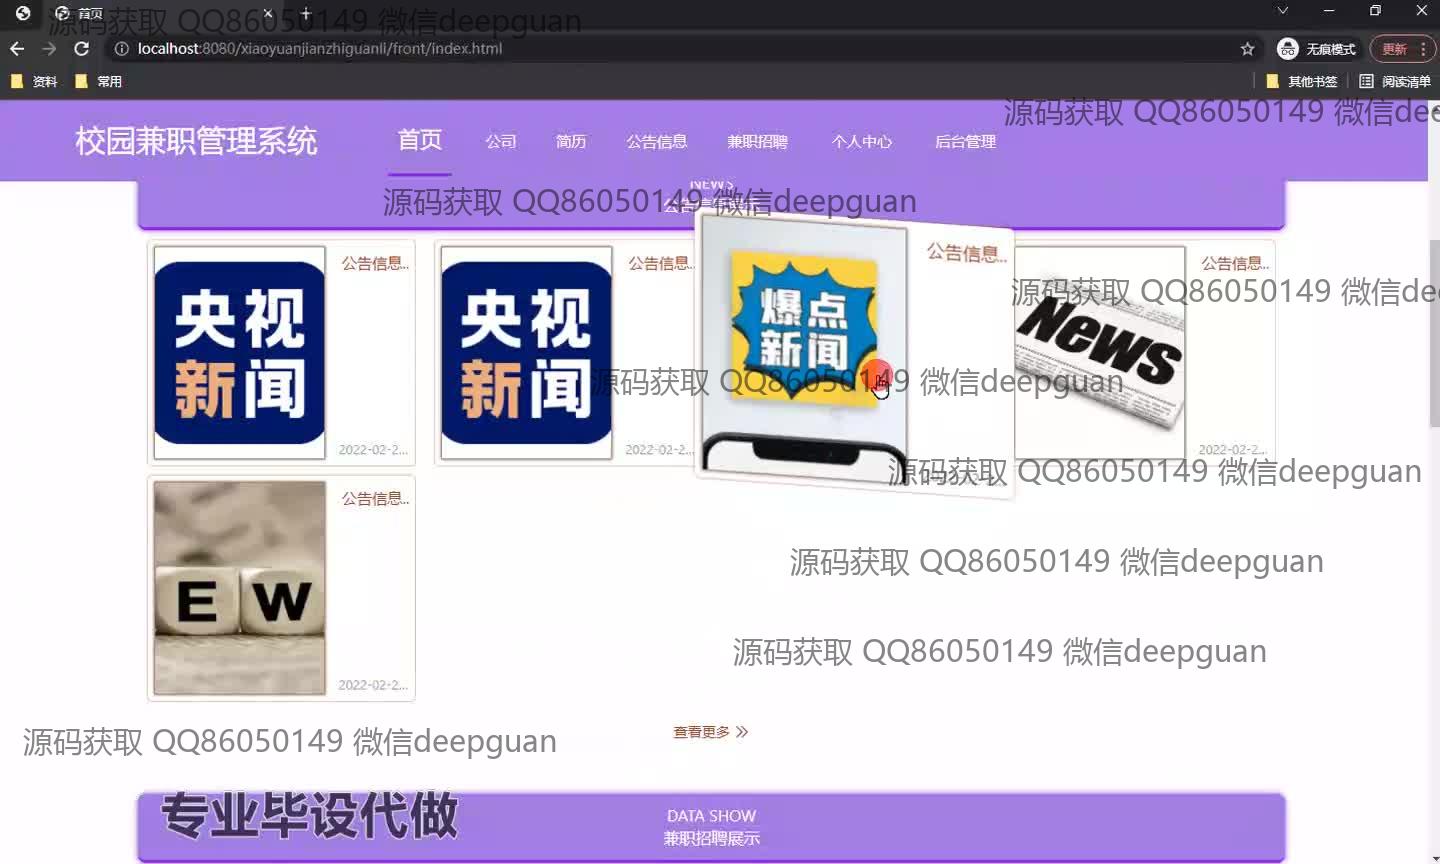 首页
源码获取 QQ86050149 微信deepguan
localhost:8080/xiaoyuanjianzhiguanli/front/index.html
无痕模式
更新
资料
常用
其他书签
阅读清单
源码获取 QQ86050149 微信dee
校园兼职管理系统
首页
公司
简历
公告信息
兼职招聘
个人中心
后台管理
NEWS
源码获取 QQ86050149 微信deepguan
公告信息...
公告信息...
公告信息...
公告信息...
央视
新闻
央视
新闻
爆点
新闻
News
源码获取 QQ86050149 微信dee
源码获取 QQ86050149 微信deepguan
2022-02-2...
2022-02-2...
2022-02-2...
源码获取 QQ86050149 微信deepguan
公告信息...
E W
源码获取 QQ86050149 微信deepguan
源码获取 QQ86050149 微信deepguan
2022-02-2...
查看更多
源码获取 QQ86050149 微信deepguan
专业毕设代做
DATA SHOW
兼职招聘展示